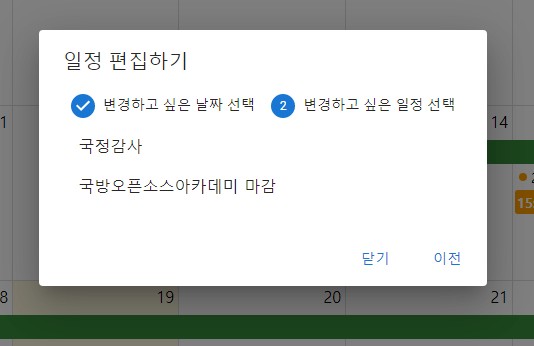 일정 편집하기
변경하고 싶은 날짜 선택 2 변경하고 싶은 일정 선택
1 14
국정감사
국방오픈소스아카데미 마감
2
15:
닫기 이전
8 19 20 21